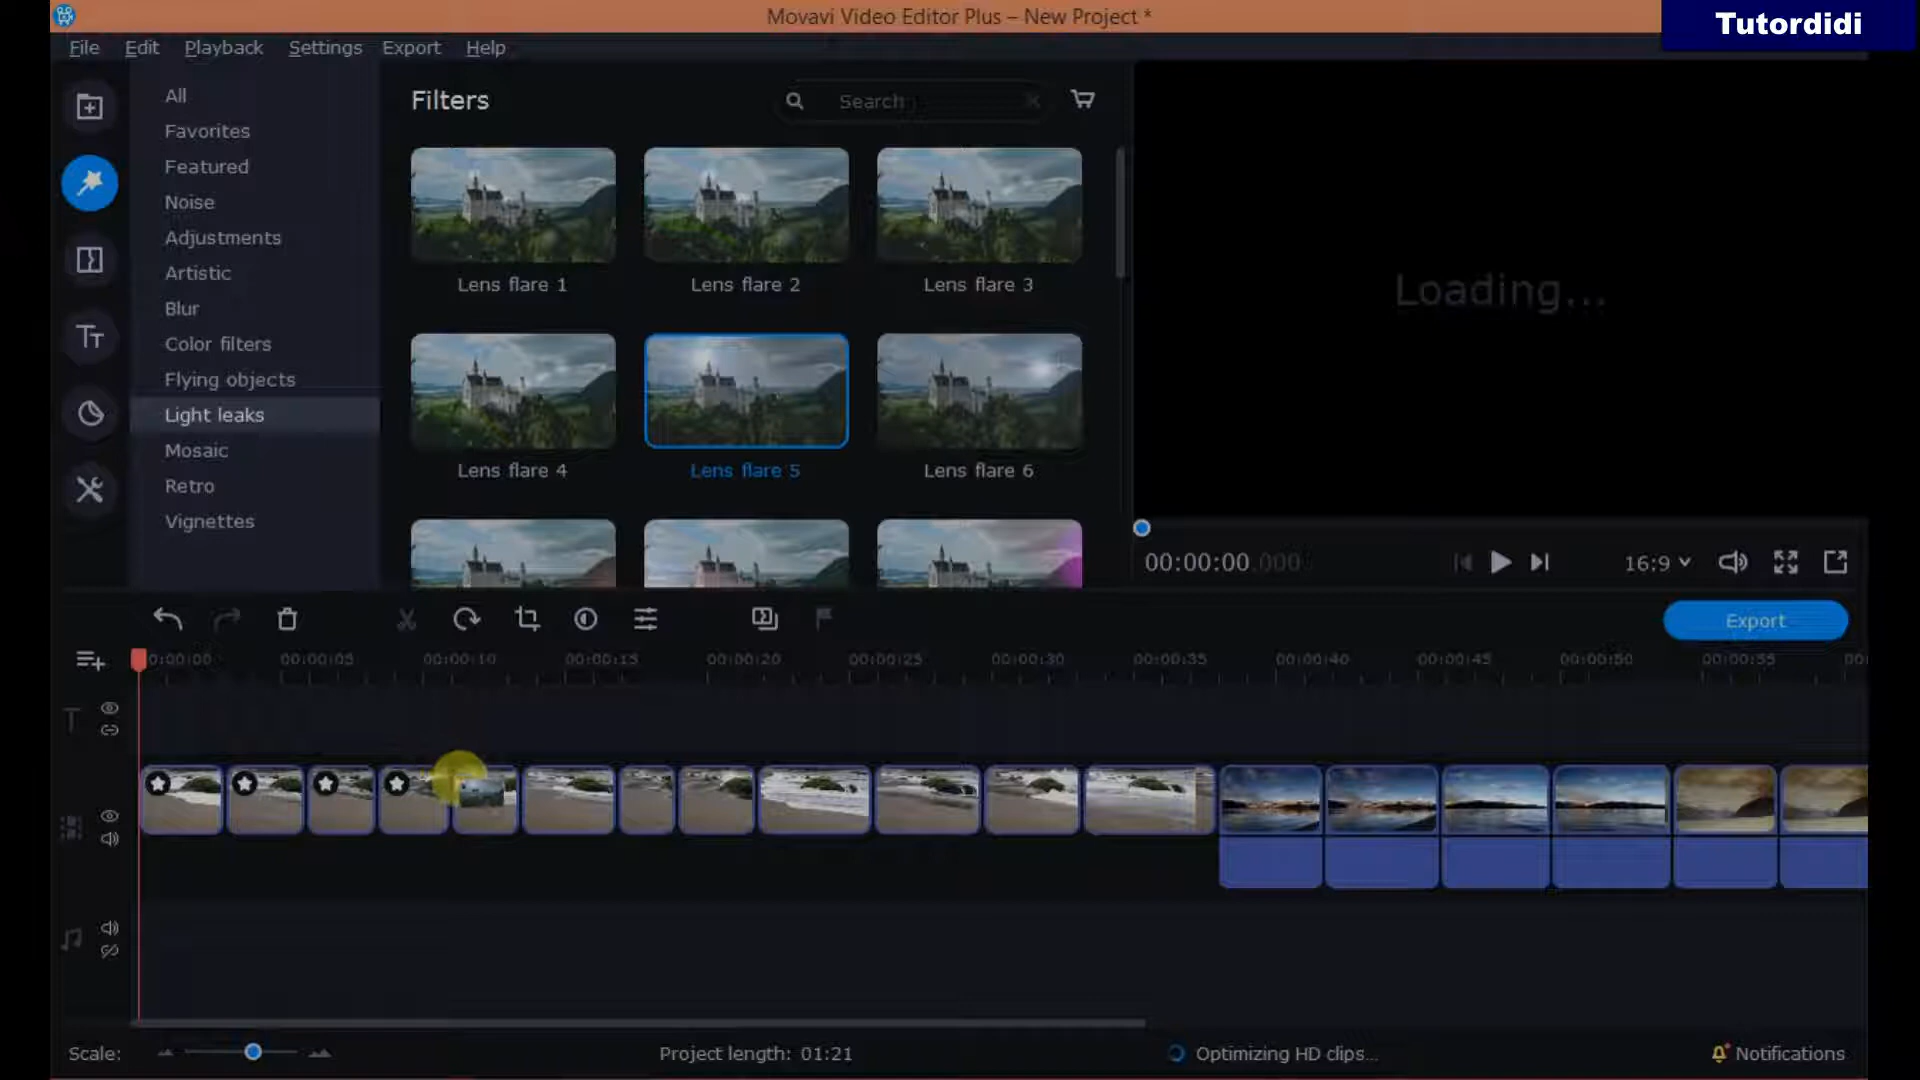 Movavi Video Editor Plus – New Project *
Tutordidi
File Edit Playback Settings Export Help
All
Favorites
Featured
Noise
Adjustments
Artistic
Blur
Color filters
Flying objects
Light leaks
Mosaic
Retro
Vignettes
Filters
Search
Lens flare 1
Lens flare 2
Lens flare 3
Lens flare 4
Lens flare 5
Lens flare 6
Loading...
00:00:00.000
16:9
Export
0:00:00 00:00:05 00:00:10 00:00:15 00:00:20 00:00:25 00:00:30 00:00:35 00:00:40 00:00:45 00:00:50 00:00:55 00:
Scale:
Project length: 01:21
Optimizing HD clips...
Notifications